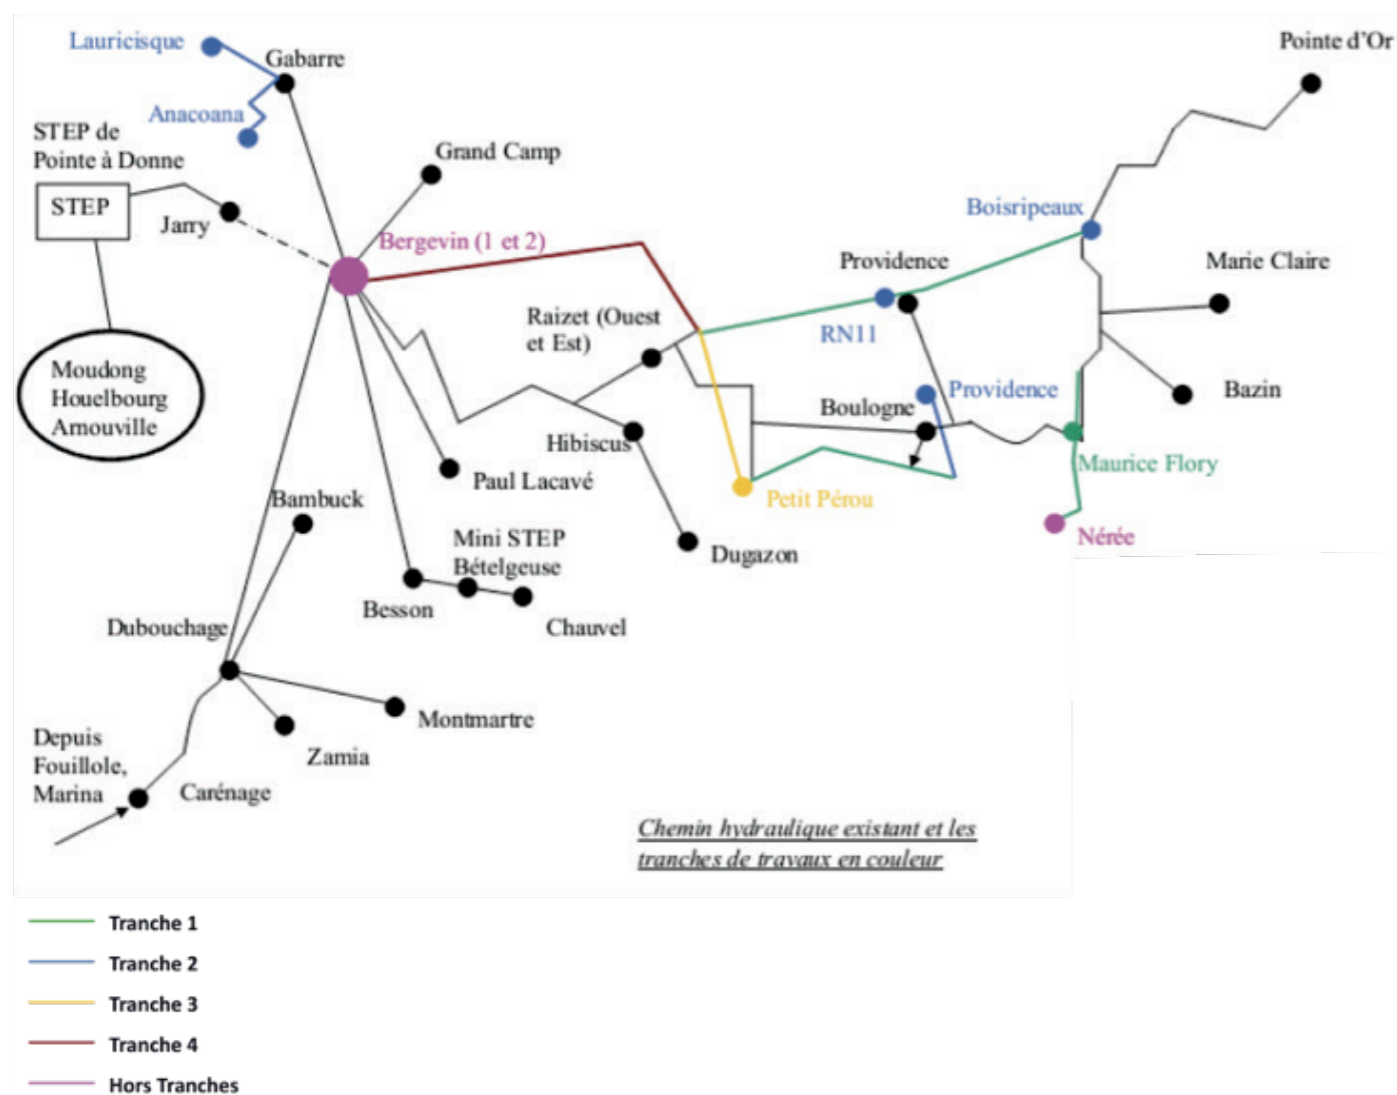 Lauricisque
Gabarre
Pointe d'Or
Anacoana
STEP de
Pointe à Donne
Grand Camp
STEP
Jarry
Bergevin (1 et 2)
Boisripeaux
Providence
Marie Claire
Raizet (Ouest
et Est)
RN11
Moudong
Houelbourg
Arnouville
Providence
Bazin
Boulogne
Hibiscus
Maurice Flory
Paul Lacavé
Petit Pérou
Bambuck
Nérée
Mini STEP
Bételgeuse
Dugazon
Besson
Chauvel
Dubouchage
Montmartre
Depuis
Fouillole,
Marina
Zamia
Carénage
Chemin hydraulique existant et les
tranches de travaux en couleur
Tranche 1
Tranche 2
Tranche 3
Tranche 4
Hors Tranches